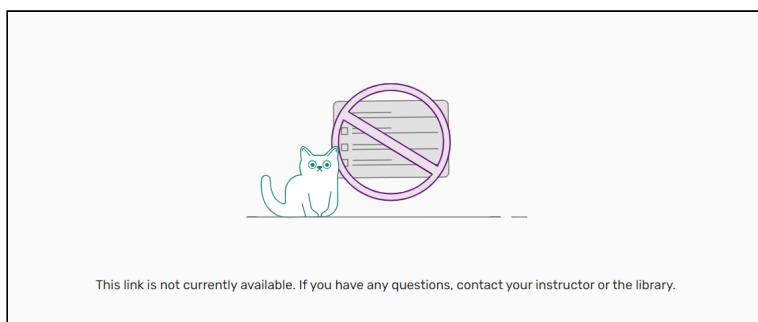 This link is not currently available. If you have any questions, contact your instructor or the library.